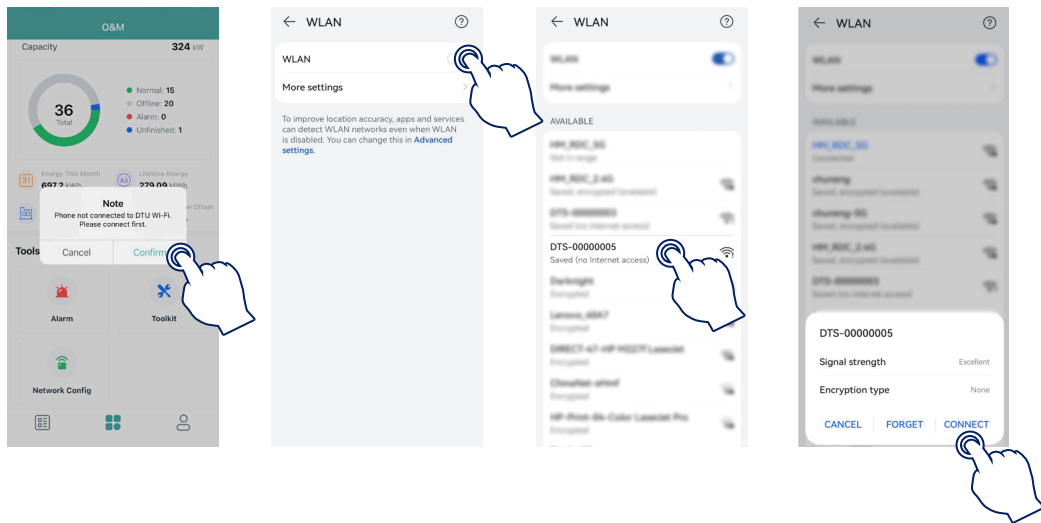 O&M
Capacity
324 kW
36
Total
Normal: 15
Offline: 20
Alarm: 0
Unfinished: 1
Energy This Month
697.2 kWh
Lifetime Energy
279.09 MWh
Offset
Note
Phone not connected to DTU Wi-Fi.
Please connect first.
Cancel
Confirm
Tools
Alarm
Toolkit
Network Config
WLAN
WLAN
More settings
To improve location accuracy, apps and services
can detect WLAN networks even when WLAN
is disabled. You can change this in Advanced
settings.
WLAN
WLAN
More settings
AVAILABLE
HM_RDC_5G
Not in range
HM_RDC_2.4G
Saved, encrypted (available)
DTS-00000003
Saved (no Internet access)
DTS-00000005
Saved (no Internet access)
Darknight
Encrypted
Lenovo_40A7
Encrypted
DIRECT-47-HP M227f LaserJet
Encrypted
Encrypted
HP-Print-84-Color LaserJet Pro
WLAN
WLAN
More settings
AVAILABLE
HM_RDC_5G
Connected
chuneng
Saved, encrypted (available)
chuneng-5G
Saved, encrypted (available)
HM_RDC_2.4G
Saved, encrypted (available)
DTS-00000003
Saved (no Internet access)
DTS-00000005
Signal strength
Excellent
Encryption type
None
CANCEL
FORGET
CONNECT